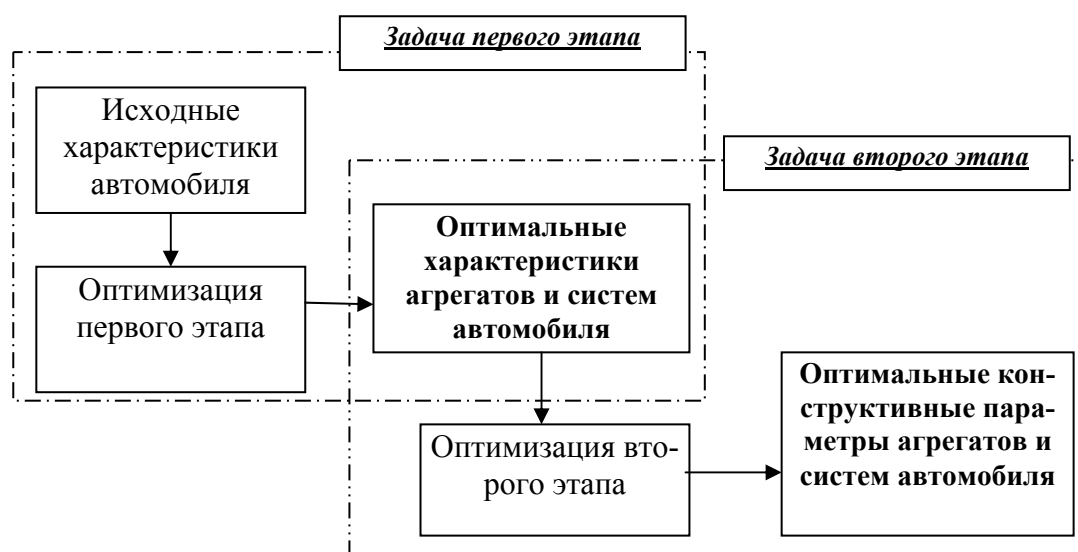 Задача первого этапа
Исходные
характеристики
автомобиля
Задача второго этапа
Оптимальные
характеристики
агрегатов и систем
автомобиля
Оптимизация
первого этапа
Оптимальные кон-
структивные пара-
метры агрегатов и
систем автомобиля
Оптимизация вто-
рого этапа